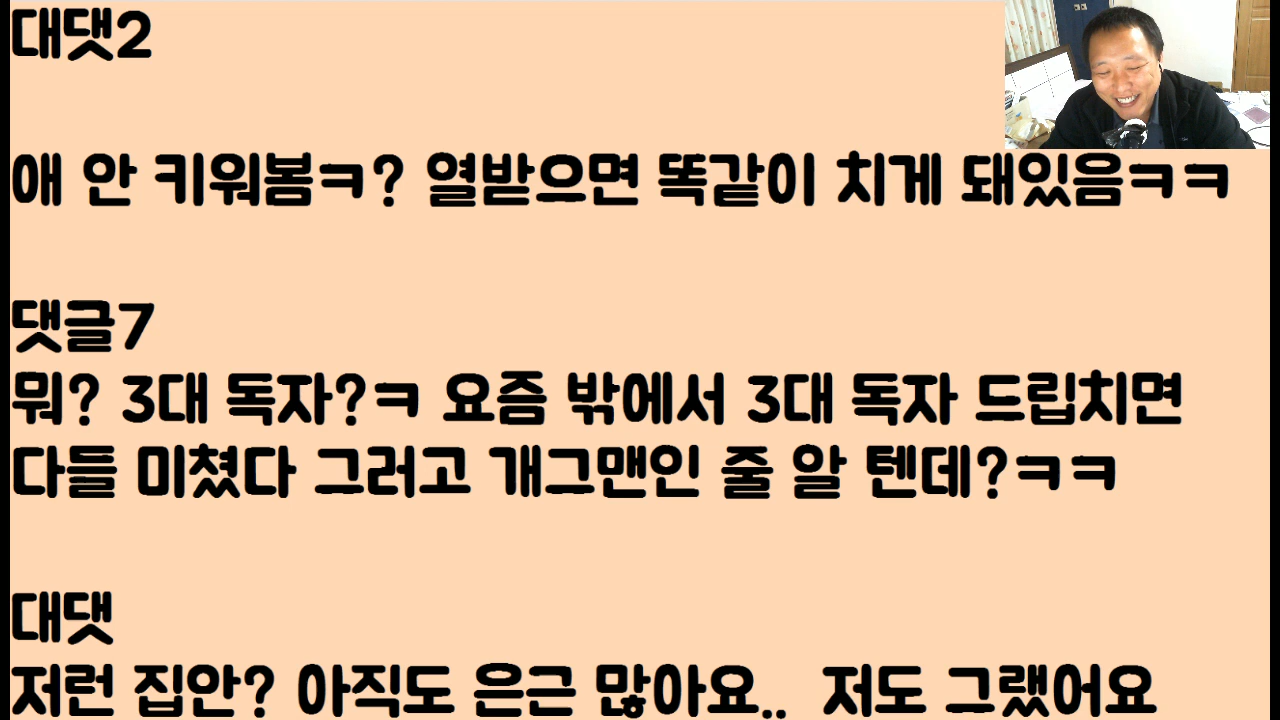 대댓2
애 안 키워봄ㅋ? 열받으면 똑같이 치게 돼있음ㅋㅋ
댓글7
뭐? 3대 독자?ㅋ 요즘 밖에서 3대 독자 드립치면
다들 미쳤다 그러고 개그맨인 줄 알 텐데?ㅋㅋ
대댓
저런 집안? 아직도 은근 많아요.. 저도 그랬어요